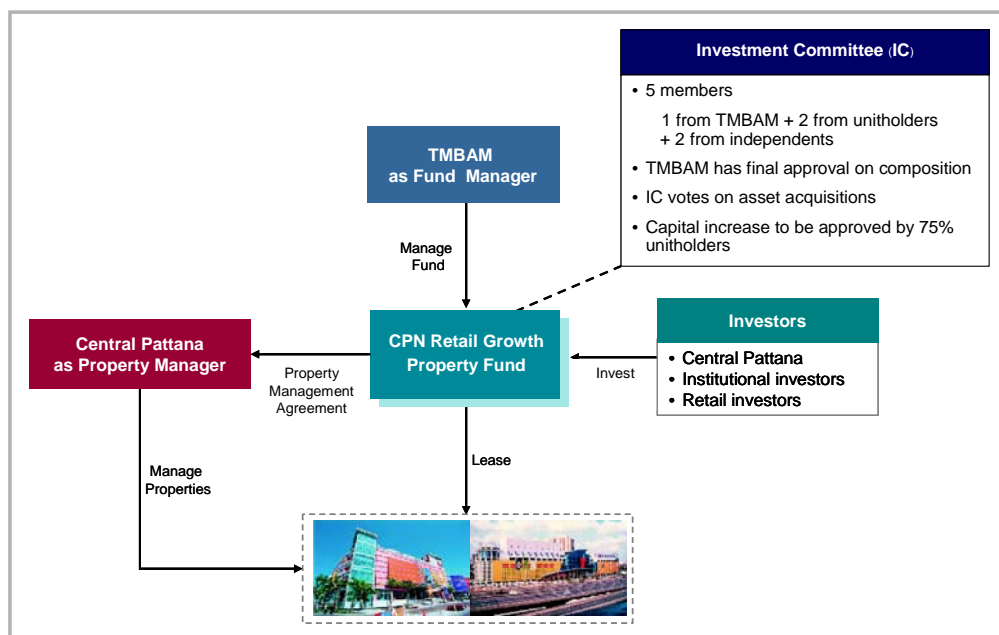 Investment Committee (IC)
• 5 members
1 from TMBAM + 2 from unitholders
+ 2 from independents
• TMBAM has final approval on composition
• IC votes on asset acquisitions
• Capital increase to be approved by 75%
unitholders
TMBAM
as Fund Manager
Manage
Fund
Central Pattana
as Property Manager
Property
Management
Agreement
CPN Retail Growth
Property Fund
Invest
Investors
• Central Pattana
• Institutional investors
• Retail investors
Manage
Properties
Lease